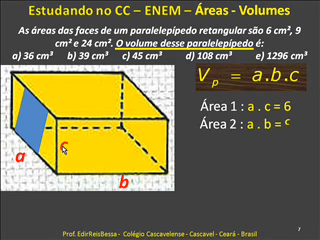 Estudando no CC – ENEM – Áreas - Volumes
As áreas das faces de um paralelepípedo retangular são 6 cm³, 9
cm³ e 24 cm². O volume desse paralelepípedo é:
a) 36 cm³ b) 39 cm³ c) 45 cm³ d) 108 cm³ e) 1296 cm³
Vp = a.b.c
Área 1 : a . c = 6
Área 2 : a . b = c
a
c
b
7
Prof. EdirReisBessa - Colégio Cascavelense - Cascavel - Ceará - Brasil